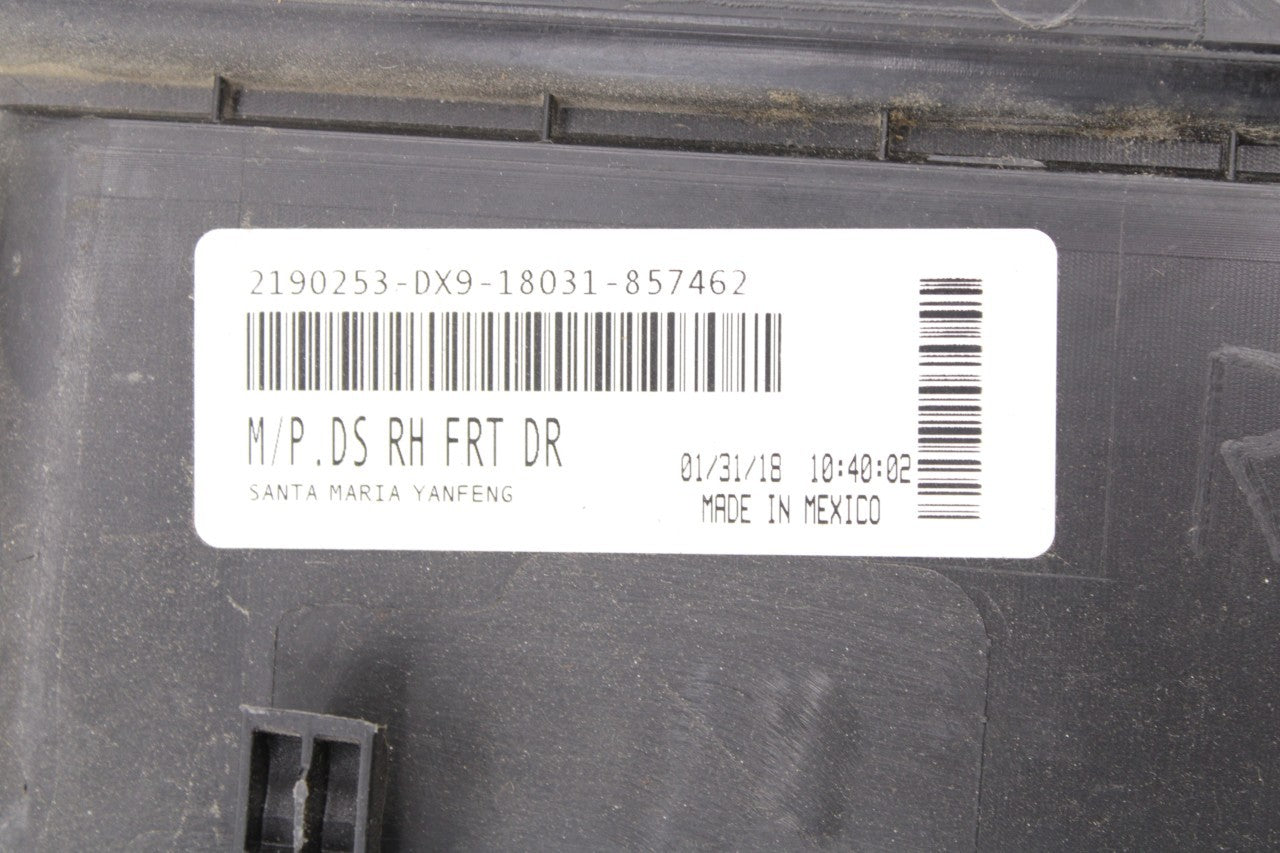 2190253-DX9-18031-857462
M/P.DS RH FRT DR
SANTA MARIA YANFENG
01/31/18 10:40:02
MADE IN MEXICO